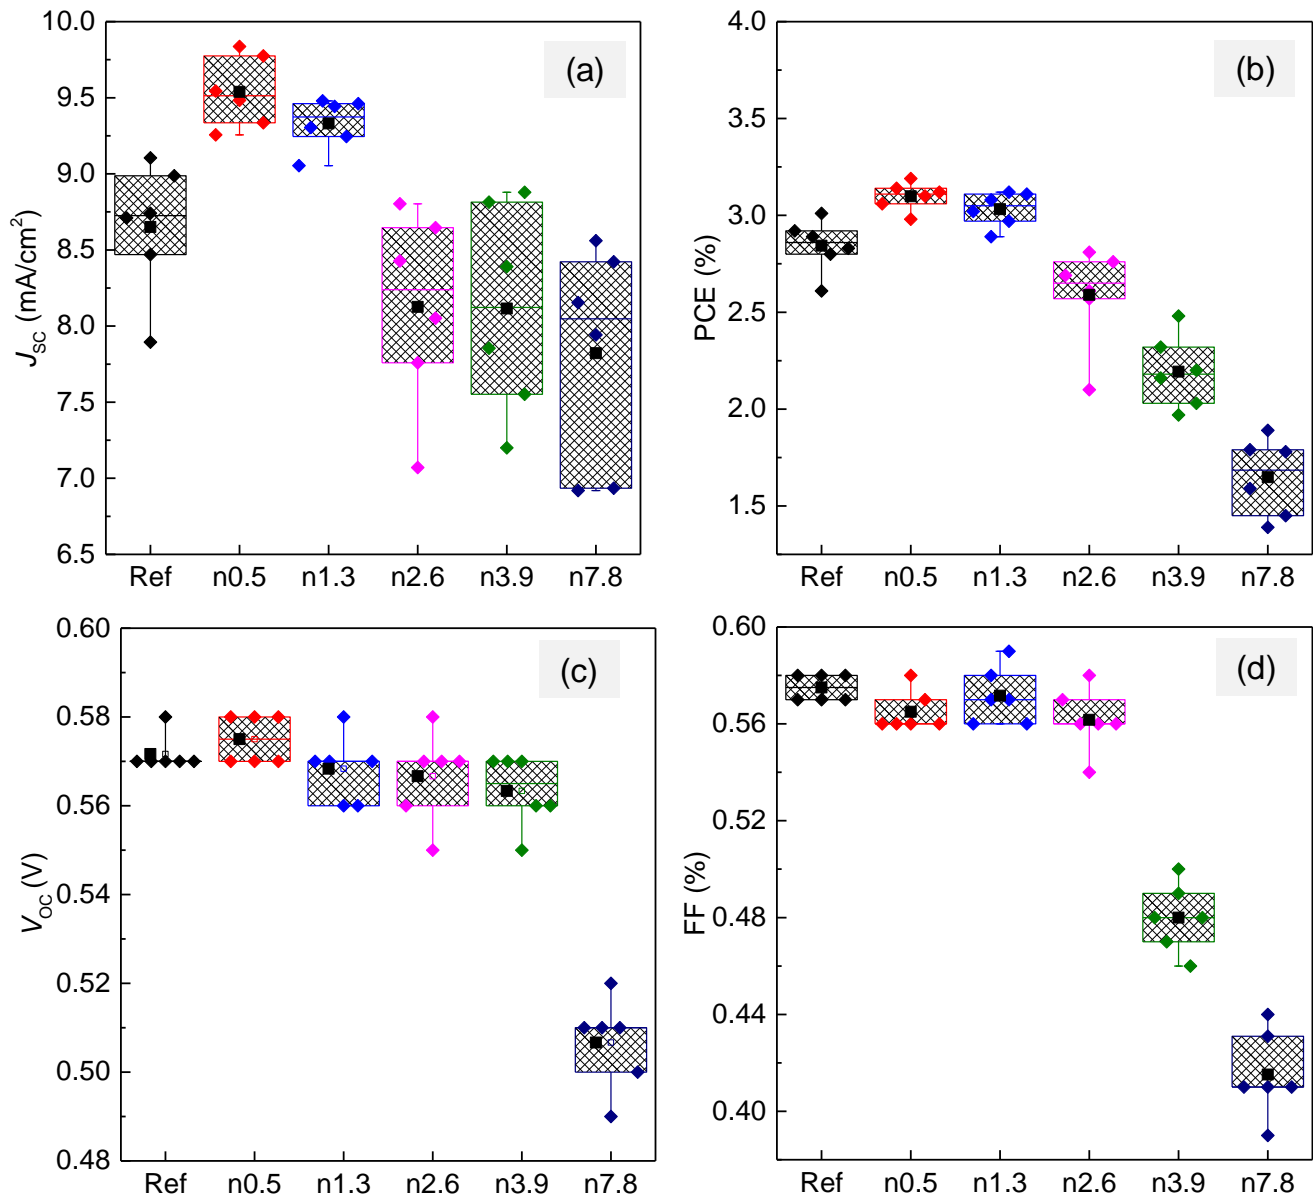 (a)
J_SC (mA/cm²)
10.0
9.5
9.0
8.5
8.0
7.5
7.0
6.5
Ref n0.5 n1.3 n2.6 n3.9 n7.8
(b)
PCE (%)
4.0
3.5
3.0
2.5
2.0
1.5
Ref n0.5 n1.3 n2.6 n3.9 n7.8
(c)
V_OC (V)
0.60
0.58
0.56
0.54
0.52
0.50
0.48
Ref n0.5 n1.3 n2.6 n3.9 n7.8
(d)
FF (%)
0.60
0.56
0.52
0.48
0.44
0.40
Ref n0.5 n1.3 n2.6 n3.9 n7.8